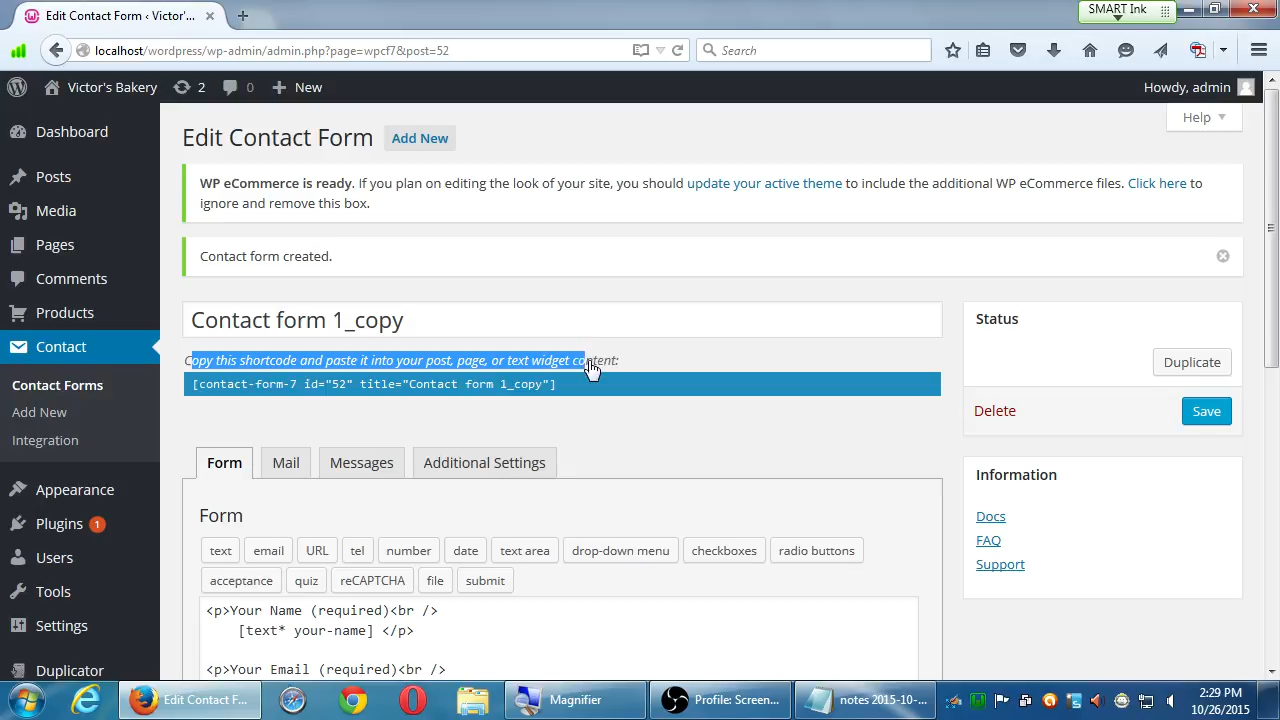 Edit Contact Form ‹ Victor's'...
SMART Ink
localhost/wordpress/wp-admin/admin.php?page=wpcf7&post=52
Search
Victor's Bakery
2
0
New
Howdy, admin
Help
Dashboard
Posts
Media
Pages
Comments
Products
Contact
Contact Forms
Add New
Integration
Appearance
Plugins 1
Users
Tools
Settings
Duplicator
Edit Contact Form
Add New
WP eCommerce is ready. If you plan on editing the look of your site, you should update your active theme to include the additional WP eCommerce files. Click here to
ignore and remove this box.
Contact form created.
Contact form 1_copy
Copy this shortcode and paste it into your post, page, or text widget content:
[contact-form-7 id="52" title="Contact form 1_copy"]
Status
Duplicate
Delete
Save
Information
Docs
FAQ
Support
Form
Mail
Messages
Additional Settings
Form
text
email
URL
tel
number
date
text area
drop-down menu
checkboxes
radio buttons
acceptance
quiz
reCAPTCHA
file
submit
<p>Your Name (required)<br />
[text* your-name] </p>
<p>Your Email (required)<br />
Edit Contact F...
Magnifier
Profile: Screen...
notes 2015-10-...
2:29 PM
10/26/2015